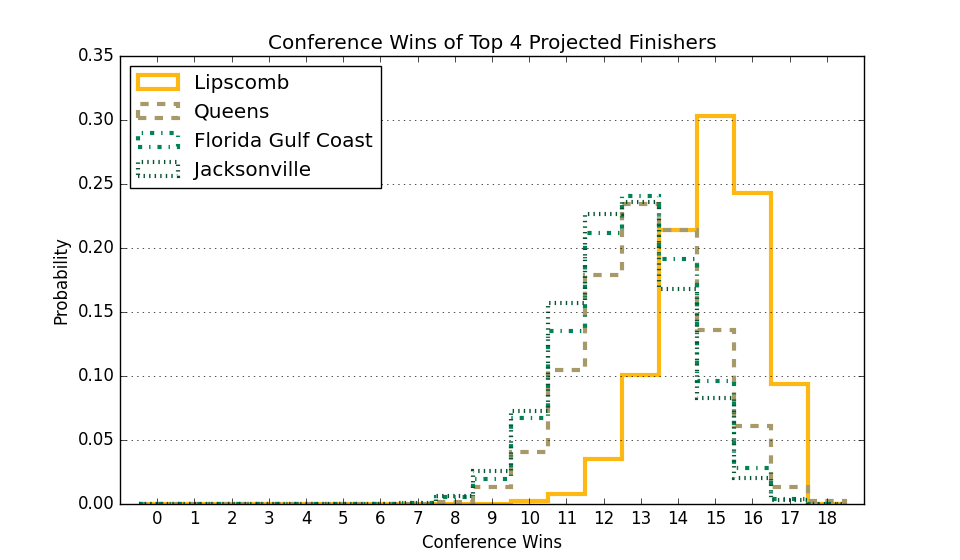 Conference Wins of Top 4 Projected Finishers
0.35
0.30
0.25
0.20
0.15
0.10
0.05
0.00
Probability
Lipscomb
Queens
Florida Gulf Coast
Jacksonville
0 1 2 3 4 5 6 7 8 9 10 11 12 13 14 15 16 17 18
Conference Wins